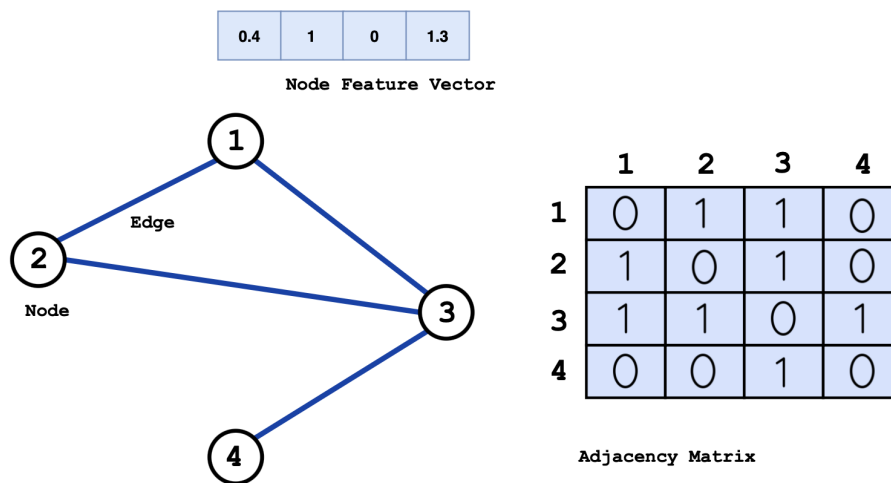 0.4 1 0 1.3
Node Feature Vector
1
Edge
2
Node
3
4
1 2 3 4
1 0 1 1 0
2 1 0 1 0
3 1 1 0 1
4 0 0 1 0
Adjacency Matrix